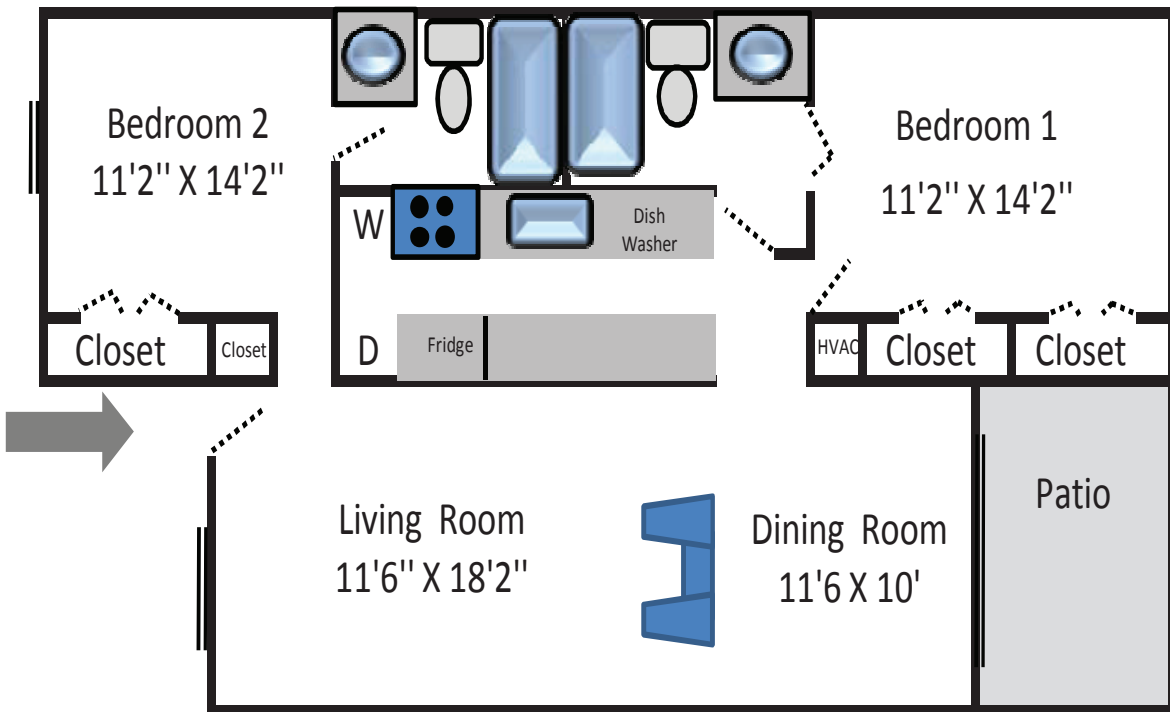 Bedroom 2
11'2'' X 14'2''
Bedroom 1
11'2'' X 14'2''
W
Dish
Washer
Closet
Closet
D
Fridge
HVAC
Closet
Closet
Living Room
11'6'' X 18'2''
Dining Room
11'6 X 10'
Patio